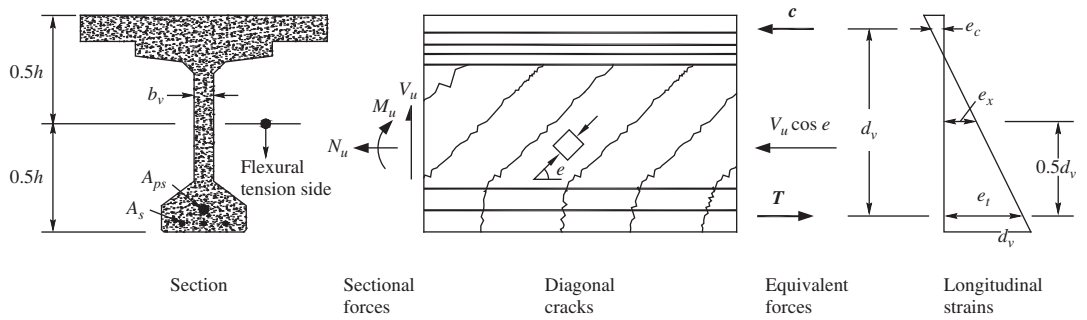 0.5h
0.5h
b_v
Flexural
tension side
A_ps
A_s
Section
V_u
M_u
N_u
e
c
V_u cos e
T
d_v
e_c
e_x
0.5d_v
e_t
d_v
Sectional
forces
Diagonal
cracks
Equivalent
forces
Longitudinal
strains